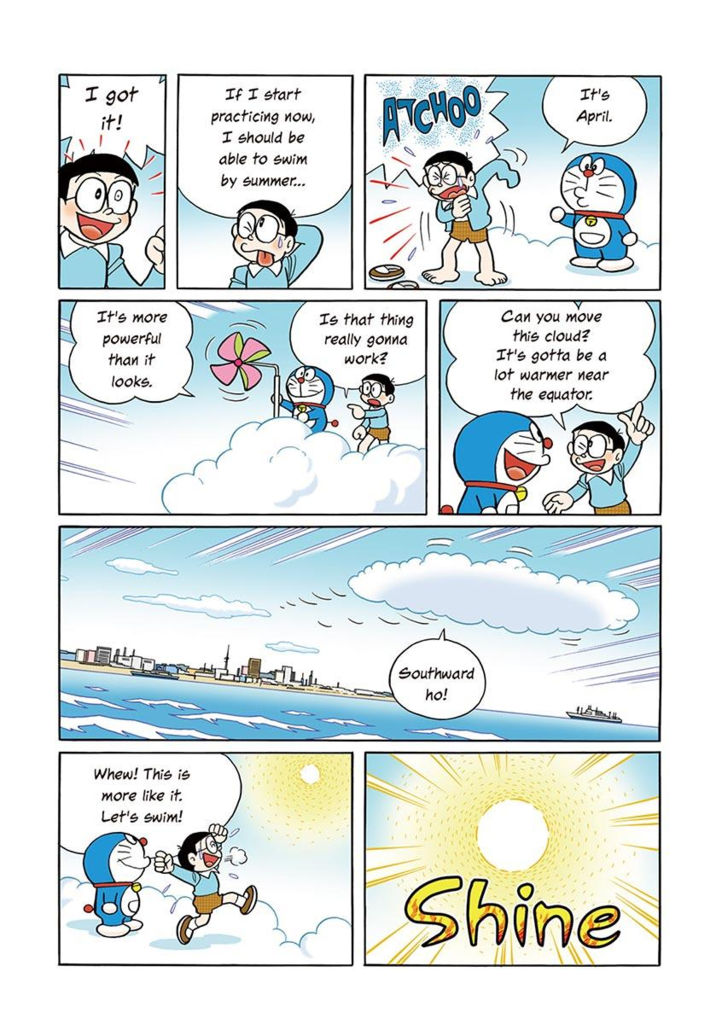 I got
it!
If I start
practicing now,
I should be
able to swim
by summer...
ATCHOO
It's
April.
It's more
powerful
than it
looks.
Is that thing
really gonna
work?
Can you move
this cloud?
It's gotta be a
lot warmer near
the equator.
Southward
ho!
Whew! This is
more like it.
Let's swim!
Shine